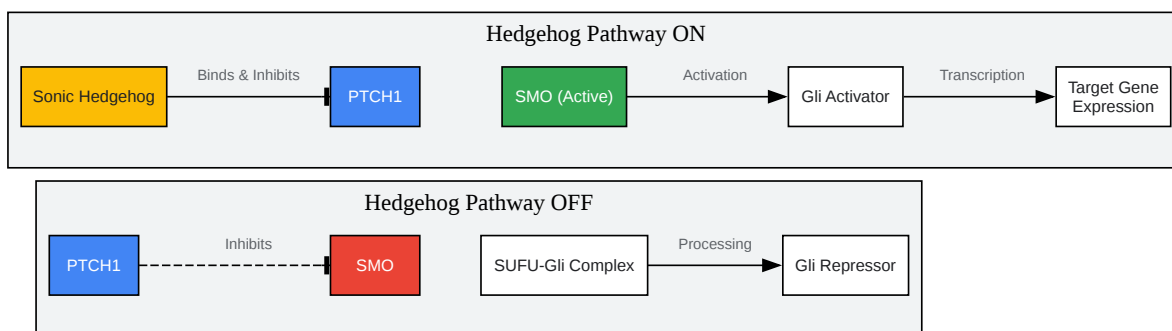 Hedgehog Pathway ON
Sonic Hedgehog
Binds & Inhibits
PTCH1
SMO (Active)
Activation
Gli Activator
Transcription
Target Gene
Expression
Hedgehog Pathway OFF
PTCH1
Inhibits
SMO
SUFU-Gli Complex
Processing
Gli Repressor